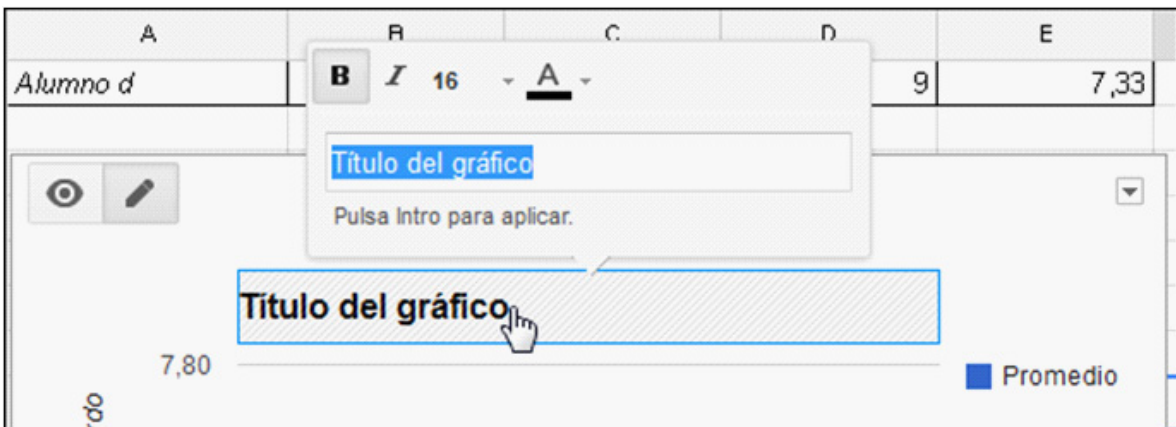 A B C D E
Alumno d 9 7,33
B I 16 A
Título del gráfico
Pulsa Intro para aplicar.
Título del gráfico
7,80
Promedio